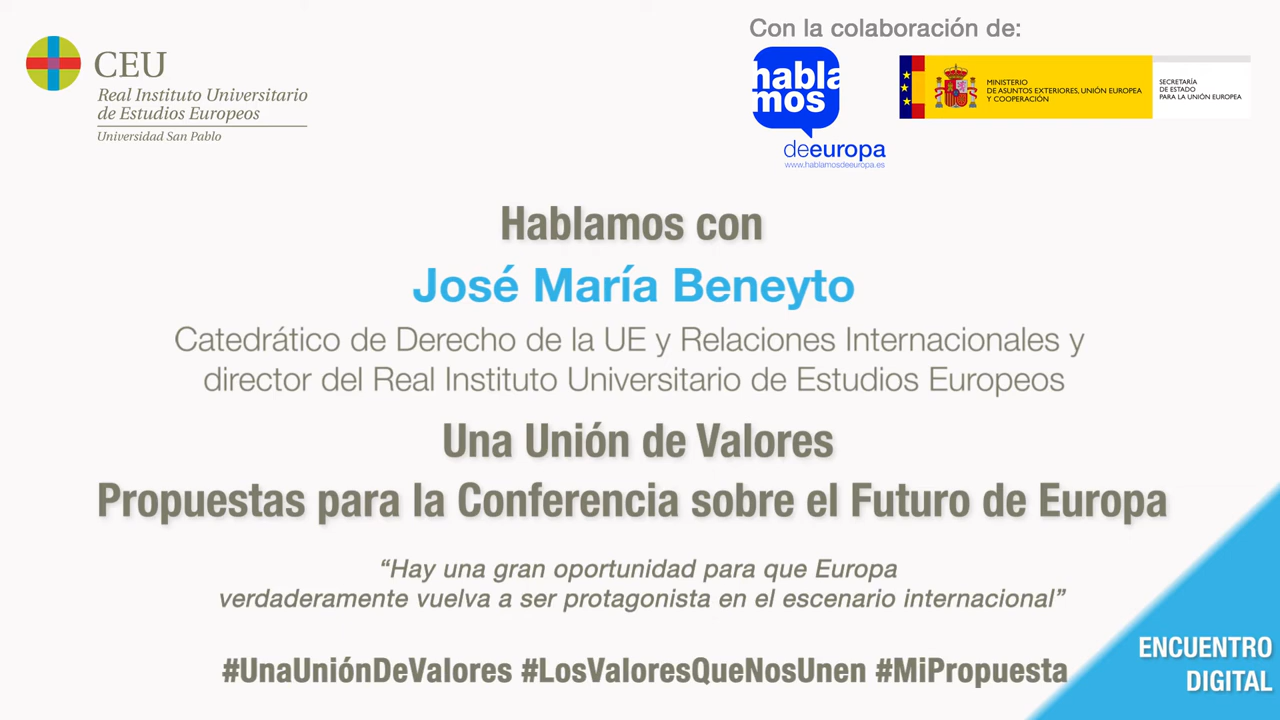 CEU
Real Instituto Universitario
de Estudios Europeos
Universidad San Pablo
Con la colaboración de:
habla
mos
deeuropa
www.hablamosdeeuropa.es
MINISTERIO
DE ASUNTOS EXTERIORES, UNIÓN EUROPEA
Y COOPERACIÓN
SECRETARÍA
DE ESTADO
PARA LA UNIÓN EUROPEA
Hablamos con
José María Beneyto
Catedrático de Derecho de la UE y Relaciones Internacionales y
director del Real Instituto Universitario de Estudios Europeos
Una Unión de Valores
Propuestas para la Conferencia sobre el Futuro de Europa
“Hay una gran oportunidad para que Europa
verdaderamente vuelva a ser protagonista en el escenario internacional”
#UnaUniónDeValores #LosValoresQueNosUnen #MiPropuesta
ENCUENTRO
DIGITAL